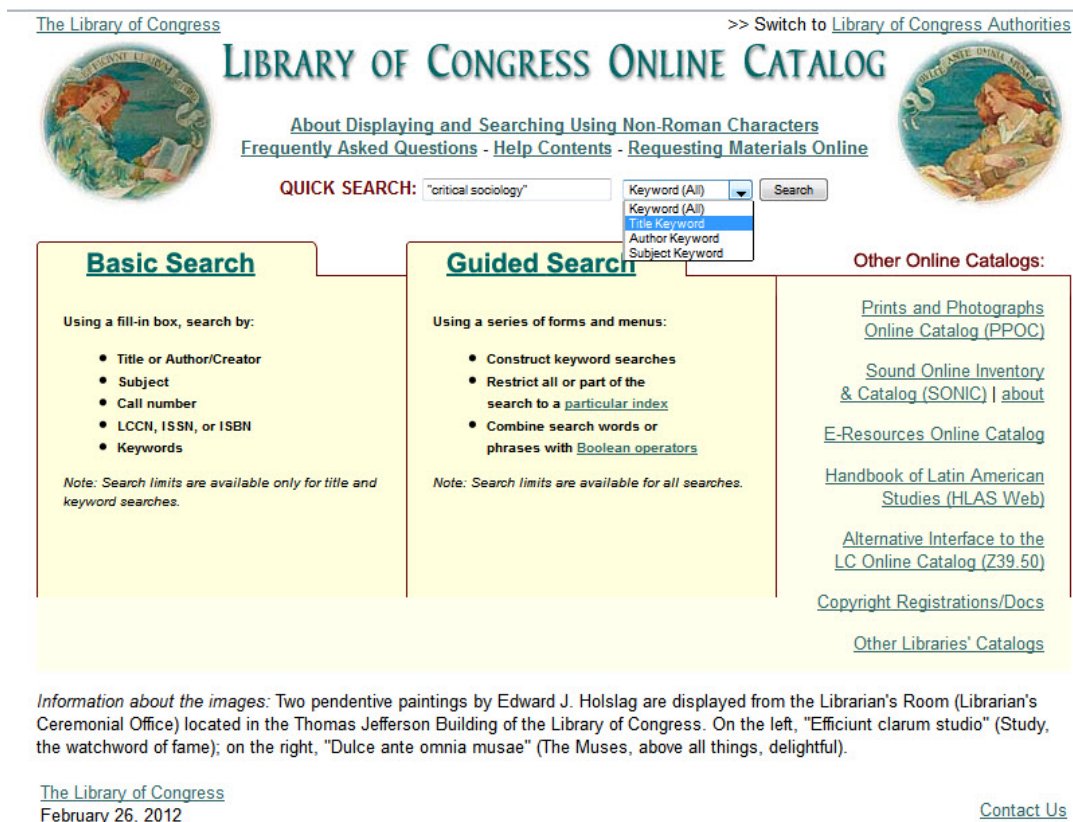 The Library of Congress
>> Switch to Library of Congress Authorities
LIBRARY OF CONGRESS ONLINE CATALOG
About Displaying and Searching Using Non-Roman Characters
Frequently Asked Questions - Help Contents - Requesting Materials Online
QUICK SEARCH: "critical sociology" Keyword (All) Search
Keyword (All)
Title Keyword
Author Keyword
Subject Keyword
Basic Search
Using a fill-in box, search by:
• Title or Author/Creator
• Subject
• Call number
• LCCN, ISSN, or ISBN
• Keywords
Note: Search limits are available only for title and
keyword searches.
Guided Search
Using a series of forms and menus:
• Construct keyword searches
• Restrict all or part of the
search to a particular index
• Combine search words or
phrases with Boolean operators
Note: Search limits are available for all searches.
Other Online Catalogs:
Prints and Photographs
Online Catalog (PPOC)
Sound Online Inventory
& Catalog (SONIC) | about
E-Resources Online Catalog
Handbook of Latin American
Studies (HLAS Web)
Alternative Interface to the
LC Online Catalog (Z39.50)
Copyright Registrations/Docs
Other Libraries' Catalogs
Information about the images: Two pendentive paintings by Edward J. Holslag are displayed from the Librarian's Room (Librarian's
Ceremonial Office) located in the Thomas Jefferson Building of the Library of Congress. On the left, "Efficiunt clarum studio" (Study,
the watchword of fame); on the right, "Dulce ante omnia musae" (The Muses, above all things, delightful).
The Library of Congress
February 26, 2012
Contact Us